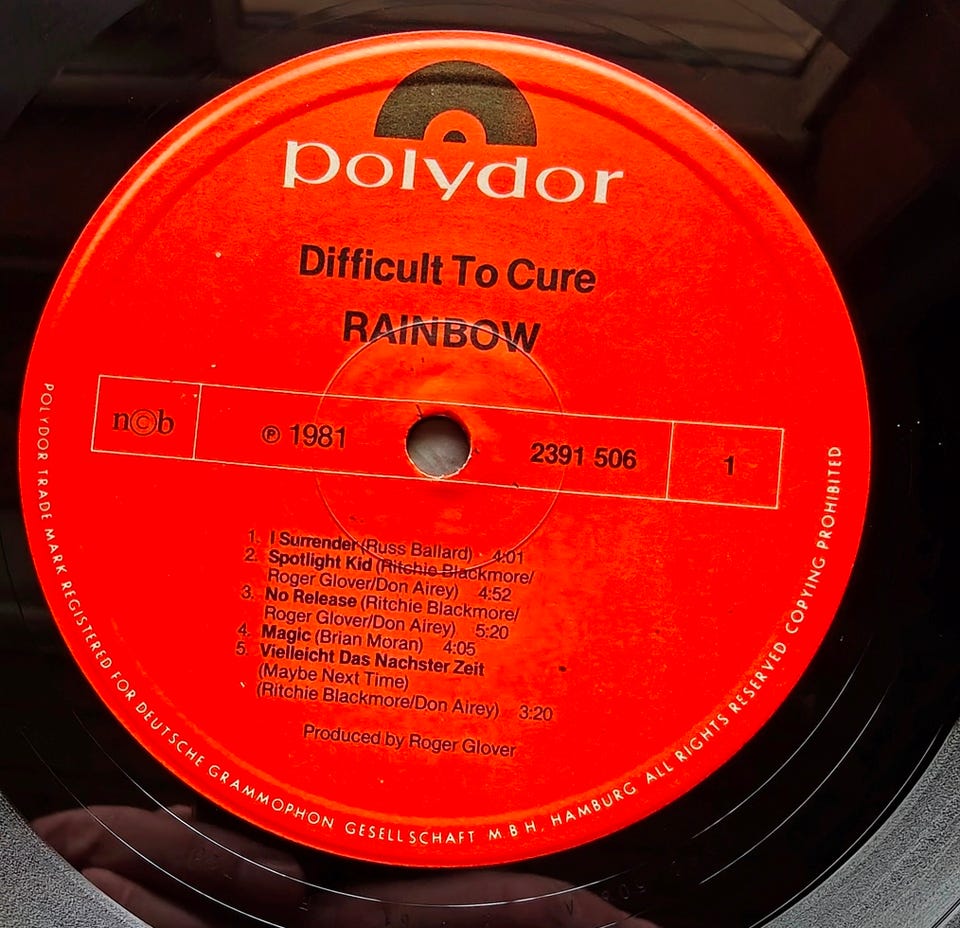 polydor
Difficult To Cure
RAINBOW
n©b
℗ 1981
2391 506
1
1. I Surrender (Russ Ballard) 4:01
2. Spotlight Kid (Ritchie Blackmore/
Roger Glover/Don Airey) 4:52
3. No Release (Ritchie Blackmore/
Roger Glover/Don Airey) 5:20
4. Magic (Brian Moran) 4:05
5. Vielleicht Das Nachster Zeit
(Maybe Next Time)
(Ritchie Blackmore/Don Airey) 3:20
Produced by Roger Glover
POLYDOR TRADE MARK REGISTERED FOR DEUTSCHE GRAMMOPHON GESELLSCHAFT M B H, HAMBURG ALL RIGHTS RESERVED COPYING PROHIBITED